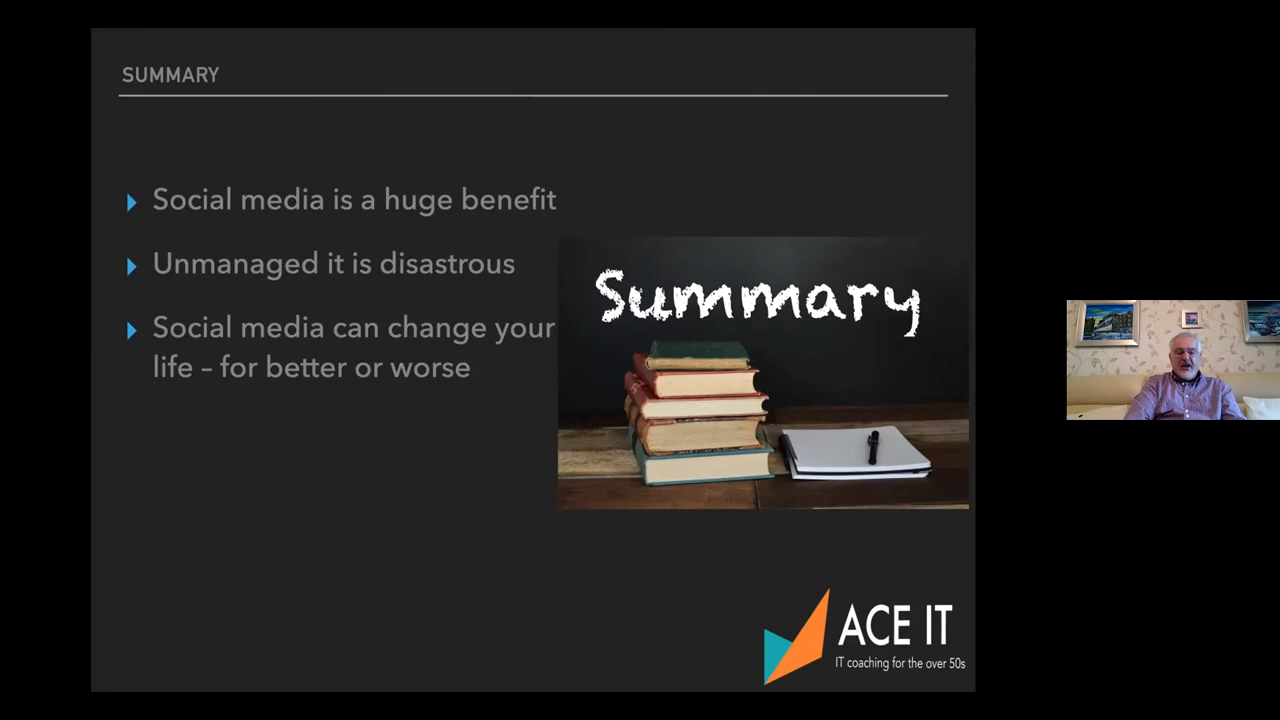 SUMMARY
Social media is a huge benefit
Unmanaged it is disastrous
Social media can change your
life – for better or worse
Summary
ACE IT
IT coaching for the over 50s